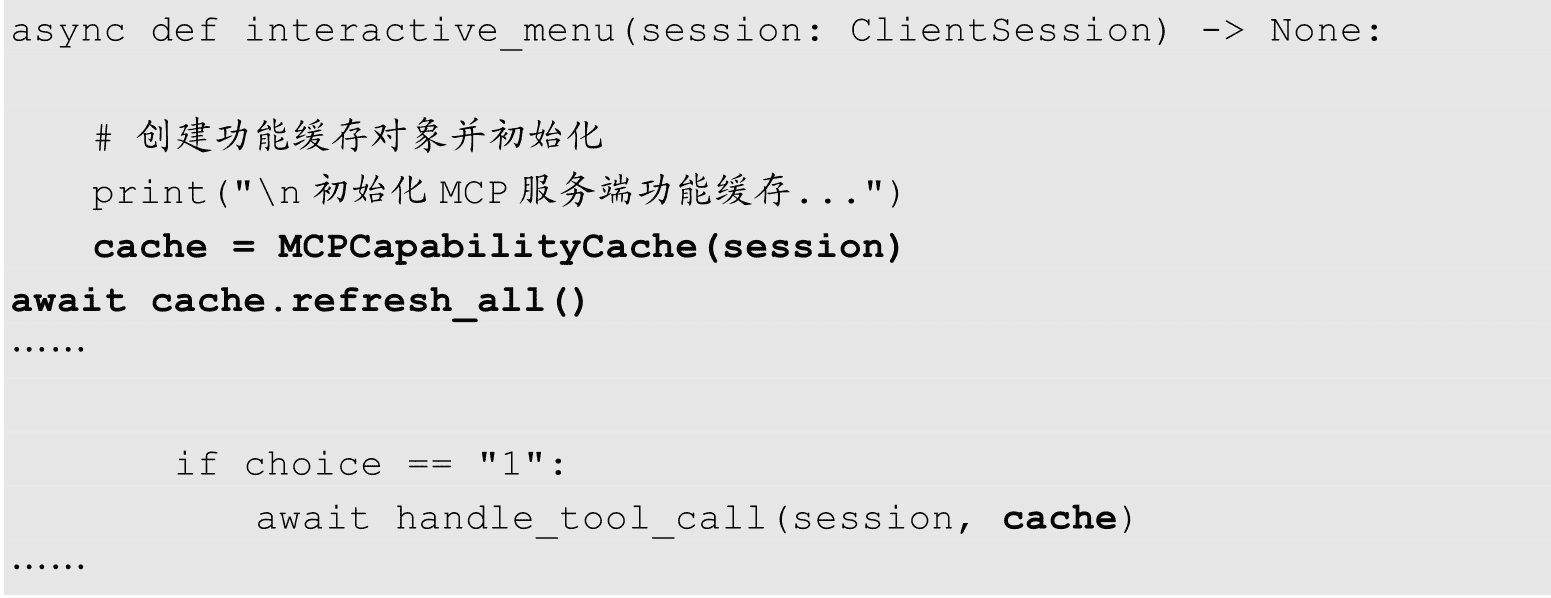 async def interactive_menu(session: ClientSession) -> None:
    # 创建功能缓存对象并初始化
    print("\n 初始化 MCP 服务端功能缓存...")
    cache = MCPCapabilityCache(session)
await cache.refresh_all()
……
        if choice == "1":
            await handle_tool_call(session, cache)
……